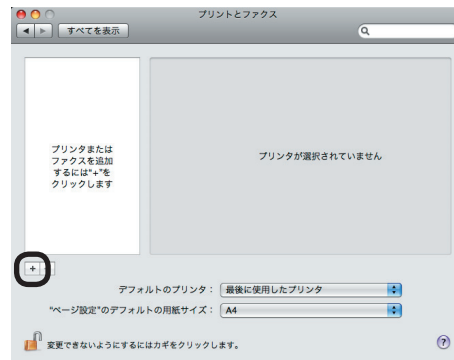 プリントとファクス
すべてを表示
プリンタまたは
ファクスを追加
するには"+"を
クリックします
プリンタが選択されていません
+
デフォルトのプリンタ： 最後に使用したプリンタ
"ページ設定"のデフォルトの用紙サイズ： A4
変更できないようにするにはカギをクリックします。
?